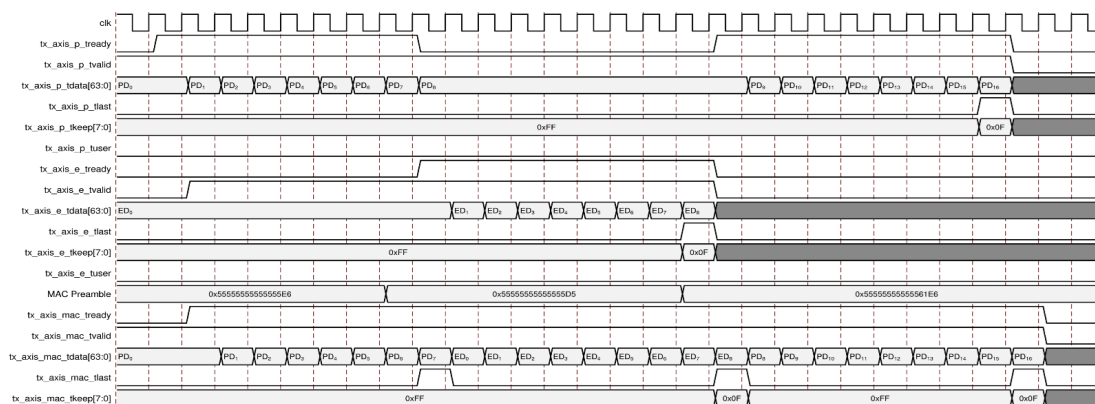 clk
tx_axis_p_tready
tx_axis_p_tvalid
tx_axis_p_tdata[63:0] PD0 PD1 PD2 PD3 PD4 PD5 PD6 PD7 PD8 PD9 PD10 PD11 PD12 PD13 PD14 PD15 PD16
tx_axis_p_tlast
tx_axis_p_tkeep[7:0] 0xFF 0x0F
tx_axis_p_tuser
tx_axis_e_tready
tx_axis_e_tvalid
tx_axis_e_tdata[63:0] ED0 ED1 ED2 ED3 ED4 ED5 ED6 ED7 ED8
tx_axis_e_tlast
tx_axis_e_tkeep[7:0] 0xFF 0x0F
tx_axis_e_tuser
MAC Preamble 0x55555555555555E6 0x55555555555555D5 0x55555555555561E6
tx_axis_mac_tready
tx_axis_mac_tvalid
tx_axis_mac_tdata[63:0] PD0 PD1 PD2 PD3 PD4 PD5 PD6 PD7 ED0 ED1 ED2 ED3 ED4 ED5 ED6 ED7 ED8 PD8 PD9 PD10 PD11 PD12 PD13 PD14 PD15 PD16
tx_axis_mac_tlast
tx_axis_mac_tkeep[7:0] 0xFF 0x0F 0xFF 0x0F